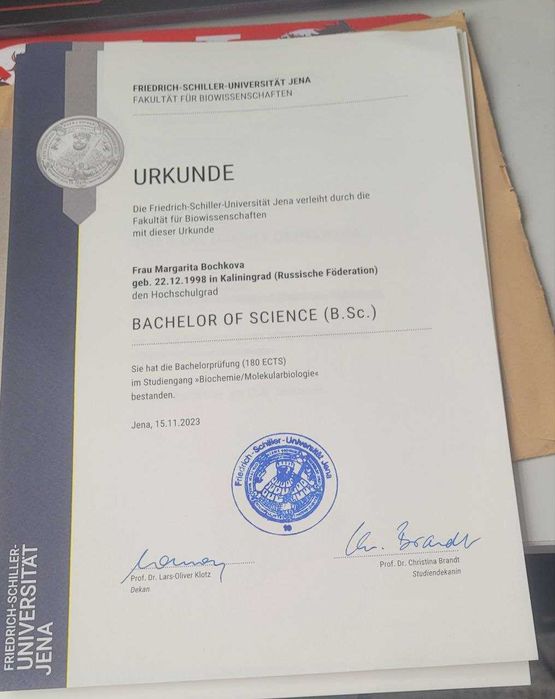 FRIEDRICH-SCHILLER-UNIVERSITÄT JENA
FAKULTÄT FÜR BIOWISSENSCHAFTEN
URKUNDE
Die Friedrich-Schiller-Universität Jena verleiht durch die
Fakultät für Biowissenschaften
mit dieser Urkunde
Frau Margarita Bochkova
geb. 22.12.1998 in Kaliningrad (Russische Föderation)
den Hochschulgrad
BACHELOR OF SCIENCE (B.Sc.)
Sie hat die Bachelorprüfung (180 ECTS)
im Studiengang »Biochemie/Molekularbiologie«
bestanden.
Jena, 15.11.2023
Friedrich-Schiller-Universität Jena
Chr. Brandt
Prof. Dr. Lars-Oliver Klotz
Dekan
Prof. Dr. Christina Brandt
Studiendekanin
FRIEDRICH-SCHILLER-
UNIVERSITÄT
JENA